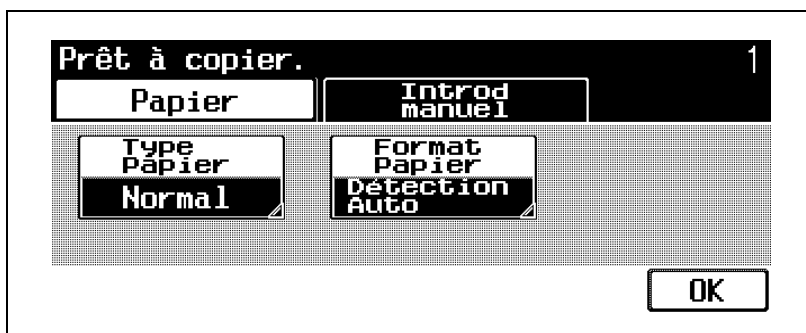 Prêt à copier. 1
Papier
Introd
manuel
Type
Papier
Normal
Format
Papier
Détection
Auto
OK